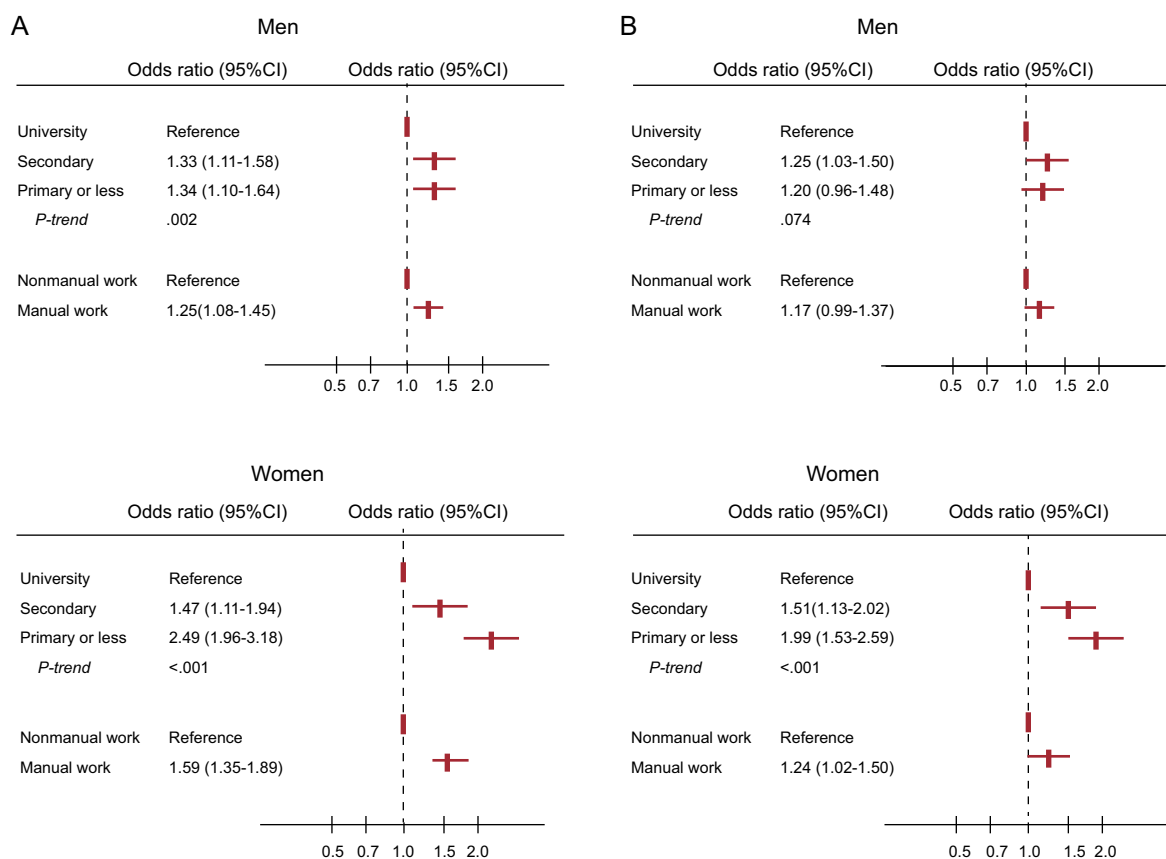 A
Men
Odds ratio (95%CI) Odds ratio (95%CI)
University Reference
Secondary 1.33 (1.11-1.58)
Primary or less 1.34 (1.10-1.64)
P-trend .002
Nonmanual work Reference
Manual work 1.25(1.08-1.45)
0.5 0.7 1.0 1.5 2.0
Women
Odds ratio (95%CI) Odds ratio (95%CI)
University Reference
Secondary 1.47 (1.11-1.94)
Primary or less 2.49 (1.96-3.18)
P-trend <.001
Nonmanual work Reference
Manual work 1.59 (1.35-1.89)
0.5 0.7 1.0 1.5 2.0
B
Men
Odds ratio (95%CI) Odds ratio (95%CI)
University Reference
Secondary 1.25 (1.03-1.50)
Primary or less 1.20 (0.96-1.48)
P-trend .074
Nonmanual work Reference
Manual work 1.17 (0.99-1.37)
0.5 0.7 1.0 1.5 2.0
Women
Odds ratio (95%CI) Odds ratio (95%CI)
University Reference
Secondary 1.51(1.13-2.02)
Primary or less 1.99 (1.53-2.59)
P-trend <.001
Nonmanual work Reference
Manual work 1.24 (1.02-1.50)
0.5 0.7 1.0 1.5 2.0